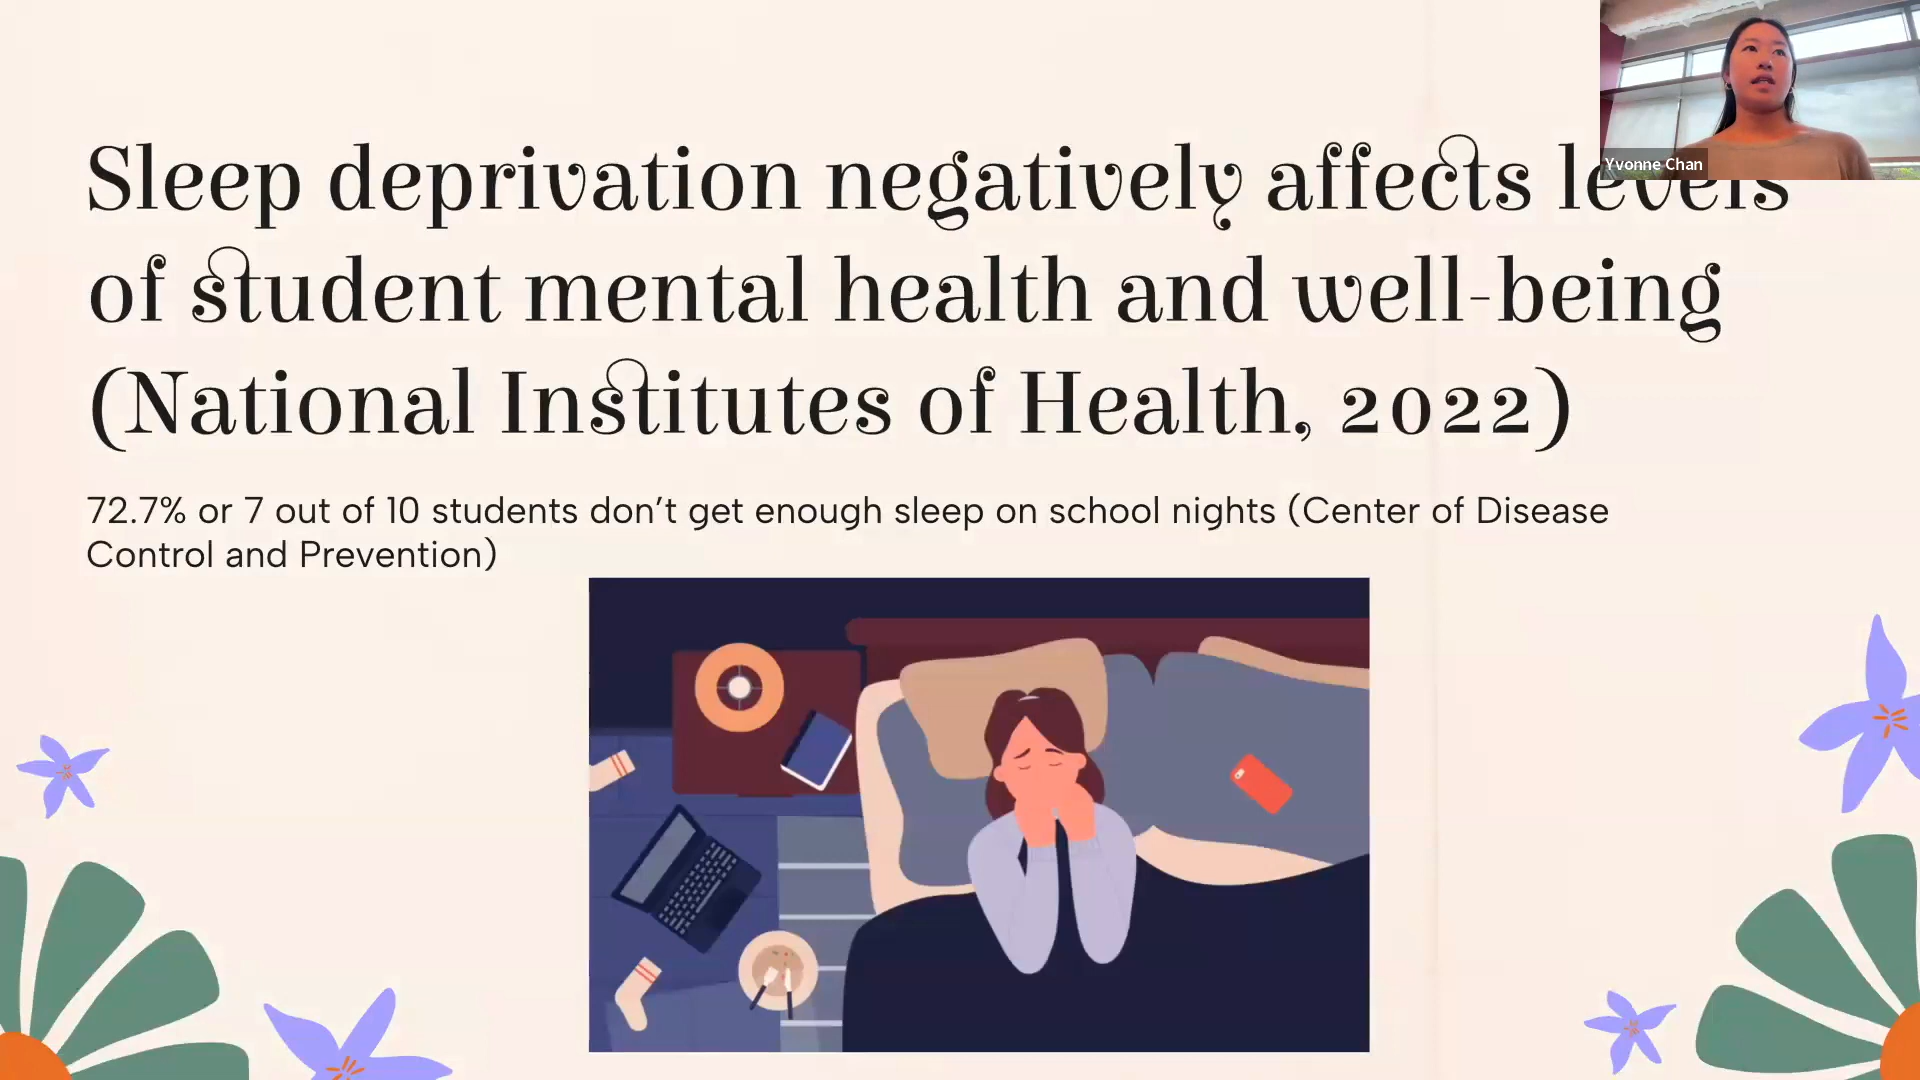 Sleep deprivation negatively affects levels
of student mental health and well-being
(National Institutes of Health, 2022)
72.7% or 7 out of 10 students don’t get enough sleep on school nights (Center of Disease
Control and Prevention)
Yvonne Chan